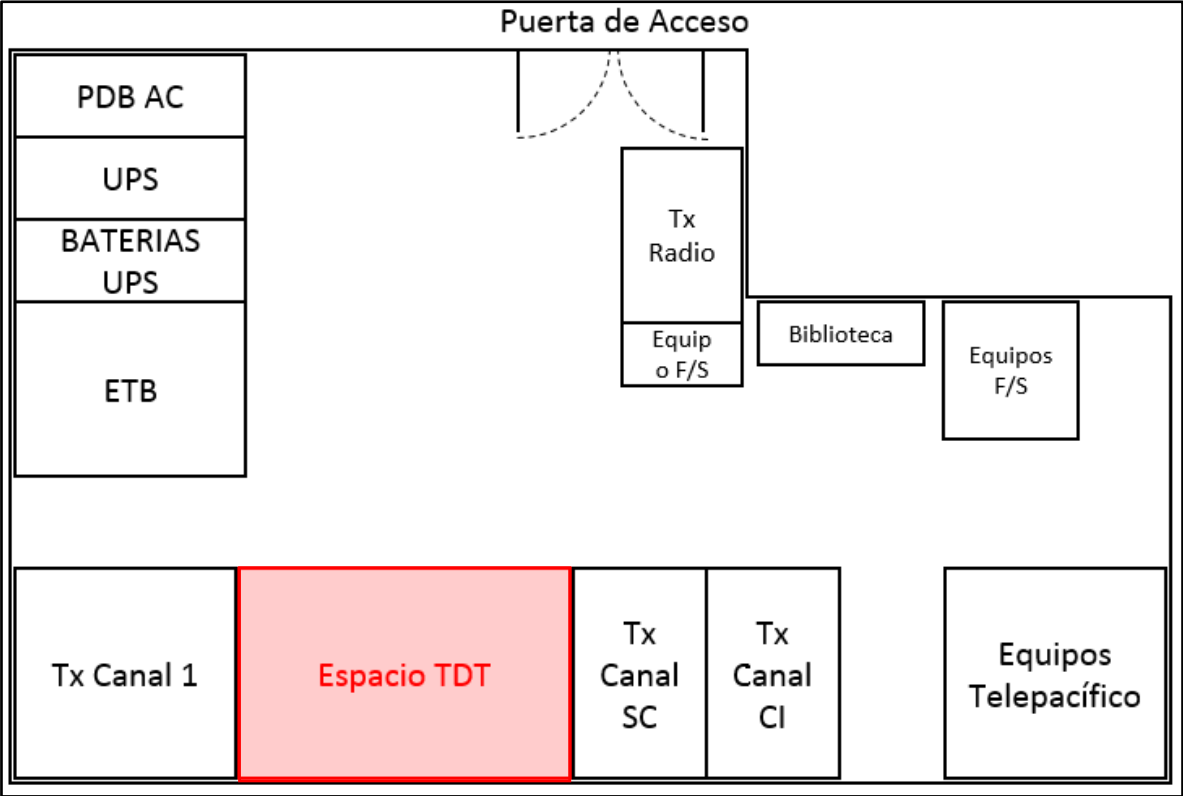 Puerta de Acceso
PDB AC
UPS
BATERIAS
UPS
ETB
Tx
Radio
Equip
o F/S
Biblioteca
Equipos
F/S
Tx Canal 1
Espacio TDT
Tx
Canal
SC
Tx
Canal
CI
Equipos
Telepacífico